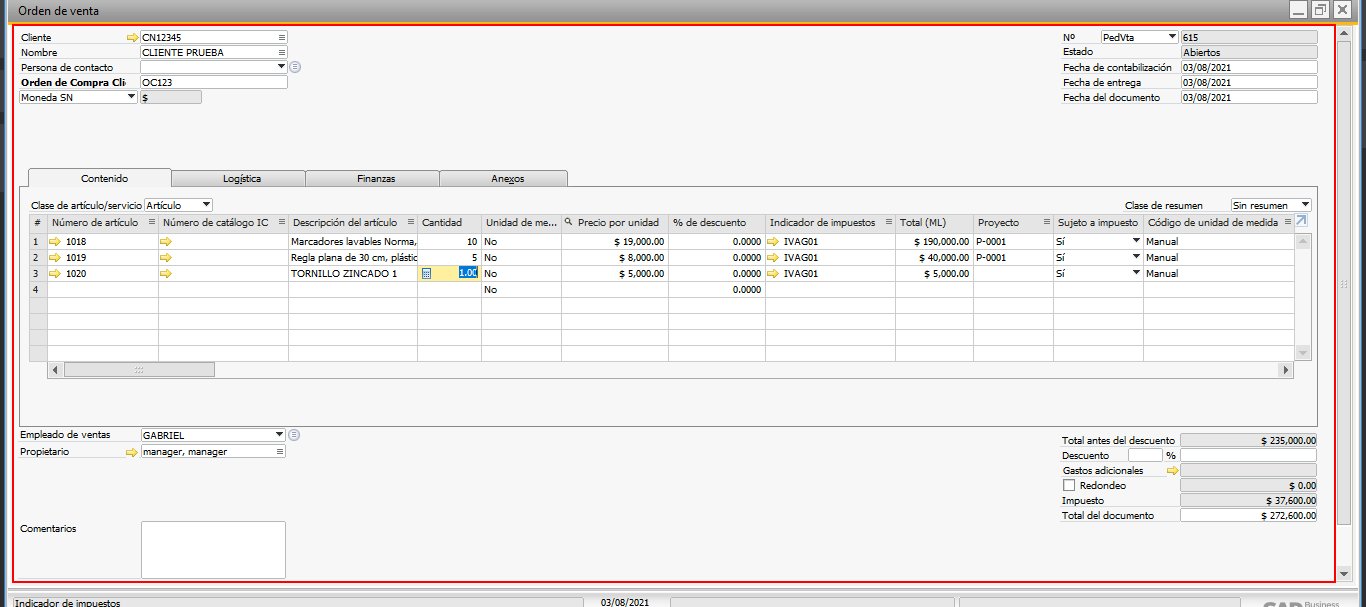 Orden de venta
Cliente CN12345
Nombre CLIENTE PRUEBA
Persona de contacto
Orden de Compra Cli OC123
Moneda SN $
Nº PedVta 615
Estado Abiertos
Fecha de contabilización 03/08/2021
Fecha de entrega 03/08/2021
Fecha del documento 03/08/2021
Contenido Logística Finanzas Anexos
Clase de artículo/servicio Artículo Clase de resumen Sin resumen
# Número de artículo Número de catálogo IC Descripción del artículo Cantidad Unidad de me... Precio por unidad % de descuento Indicador de impuestos Total (ML) Proyecto Sujeto a impuesto Código de unidad de medida
1 1018 Marcadores lavables Norma, 10 No $ 19,000.00 0.0000 IVAG01 $ 190,000.00 P-0001 Sí Manual
2 1019 Regla plana de 30 cm, plástic 5 No $ 8,000.00 0.0000 IVAG01 $ 40,000.00 P-0001 Sí Manual
3 1020 TORNILLO ZINCADO 1 1.00 No $ 5,000.00 0.0000 IVAG01 $ 5,000.00 Sí Manual
4 No 0.0000
Empleado de ventas GABRIEL
Propietario manager, manager
Comentarios
Total antes del descuento $ 235,000.00
Descuento %
Gastos adicionales
Redondeo $ 0.00
Impuesto $ 37,600.00
Total del documento $ 272,600.00
Indicador de impuestos 03/08/2021 SAP Business